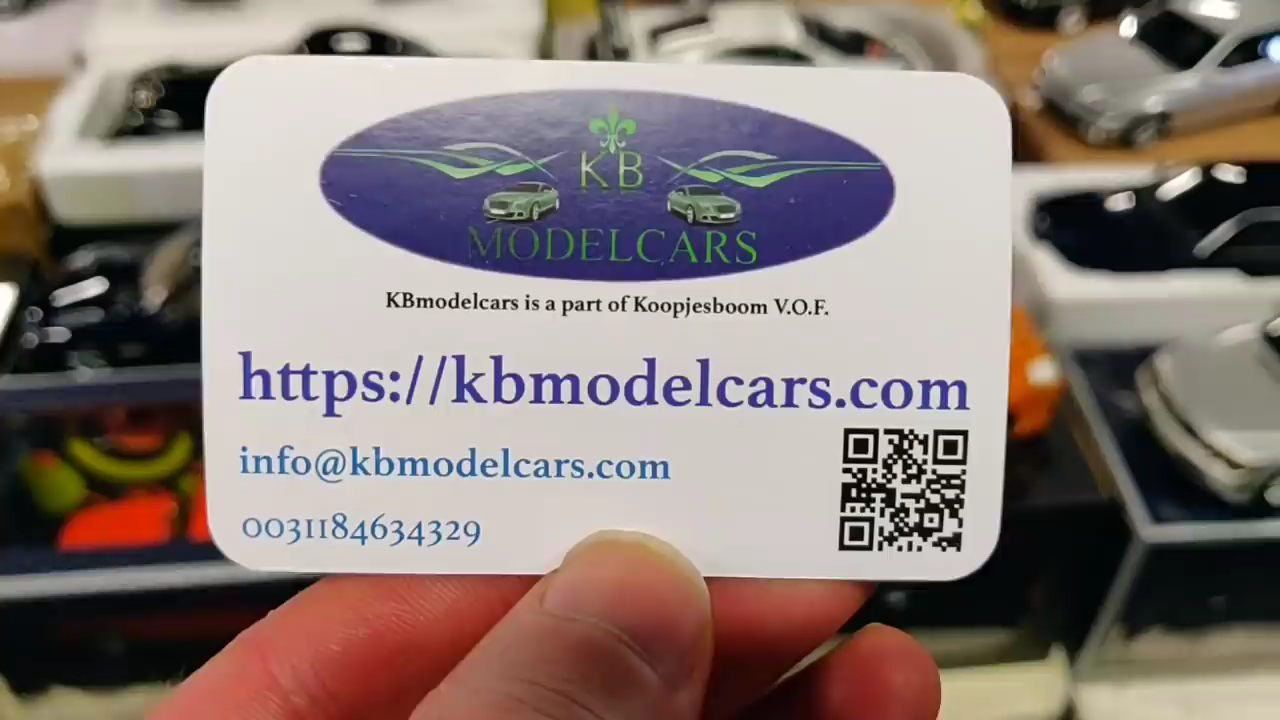 KB
MODELCARS
KBmodelcars is a part of Koopjesboom V.O.F.
https://kbmodelcars.com
info@kbmodelcars.com
0031184634329